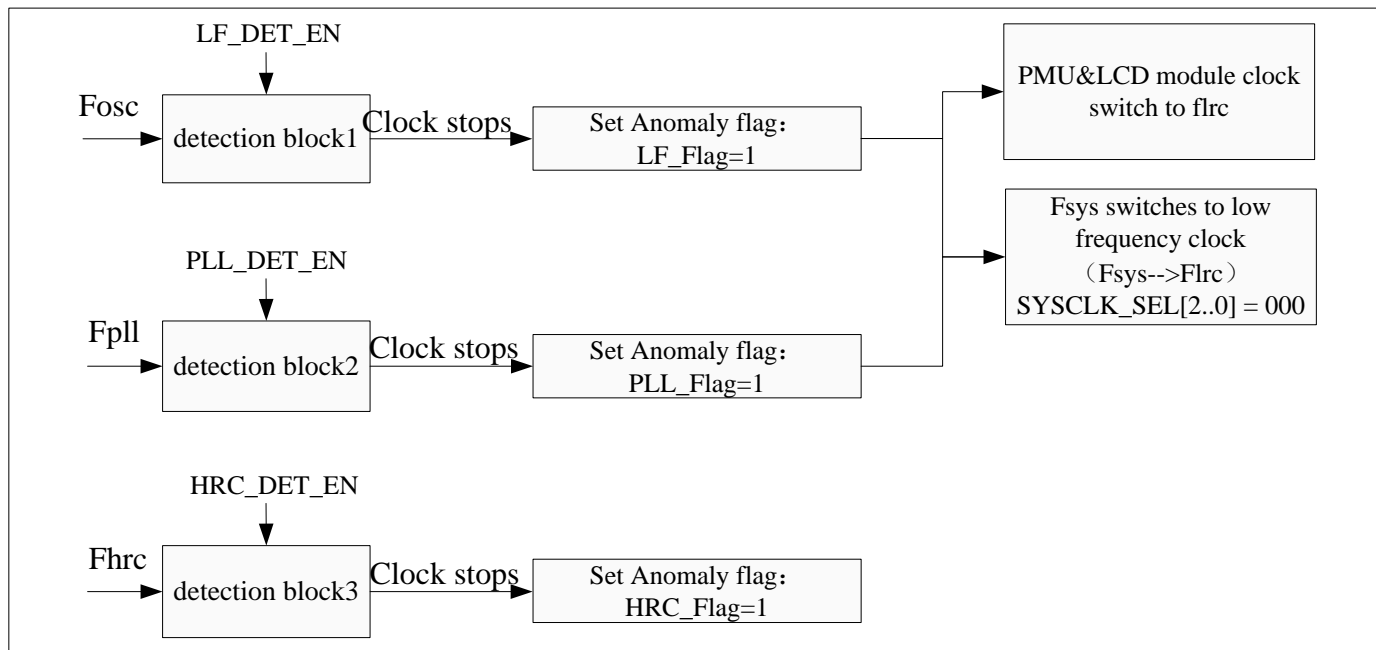 LF_DET_EN
Fosc
detection block1
Clock stops
Set Anomaly flag：
LF_Flag=1
PMU&LCD module clock
switch to flrc
Fsys switches to low
frequency clock
（Fsys-->Flrc）
SYSCLK_SEL[2..0] = 000
PLL_DET_EN
Fpll
detection block2
Clock stops
Set Anomaly flag：
PLL_Flag=1
HRC_DET_EN
Fhrc
detection block3
Clock stops
Set Anomaly flag：
HRC_Flag=1